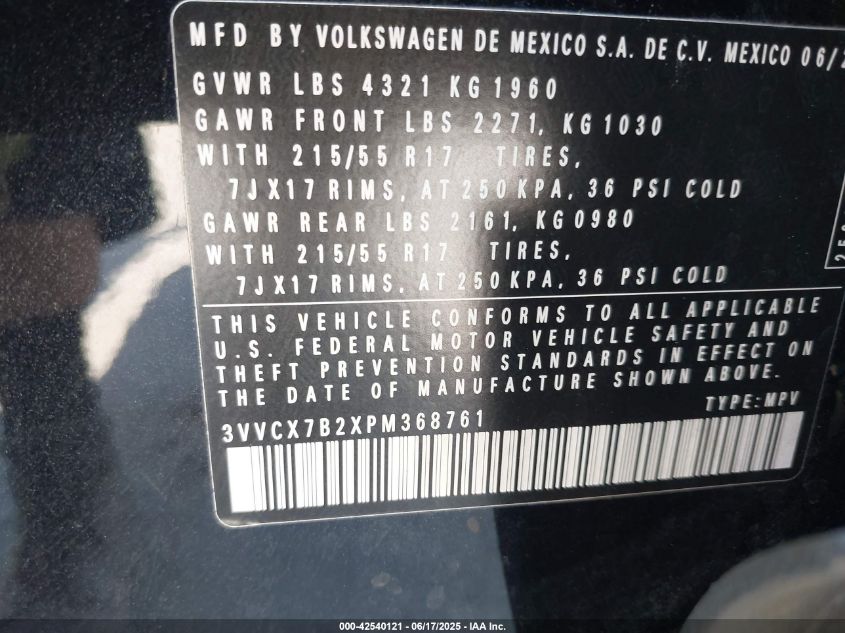 MFD BY VOLKSWAGEN DE MEXICO S.A. DE C.V. MEXICO 06/2
GVWR LBS 4321 KG 1960
GAWR FRONT LBS 2271, KG 1030
WITH 215/55 R17 TIRES,
7JX17 RIMS, AT 250 KPA, 36 PSI COLD
GAWR REAR LBS 2161, KG 0980
WITH 215/55 R17 TIRES,
7JX17 RIMS, AT 250 KPA, 36 PSI COLD
THIS VEHICLE CONFORMS TO ALL APPLICABLE
U.S. FEDERAL MOTOR VEHICLE SAFETY AND
THEFT PREVENTION STANDARDS IN EFFECT ON
THE DATE OF MANUFACTURE SHOWN ABOVE.
TYPE: MPV
3VVCX7B2XPM368761
000-42540121 - 06/17/2025 - IAA Inc.